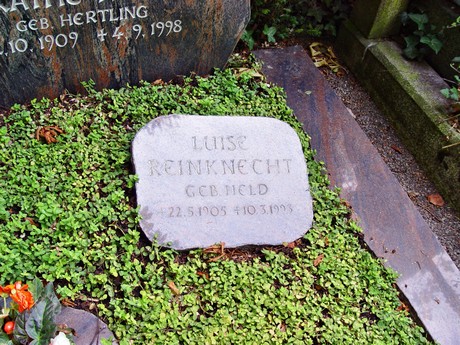 GEB HERTLING
10 1909 + 4.9.1998
LUISE
REINKNECHT
GEB HELD
*22.5.1905 +10.3.1993